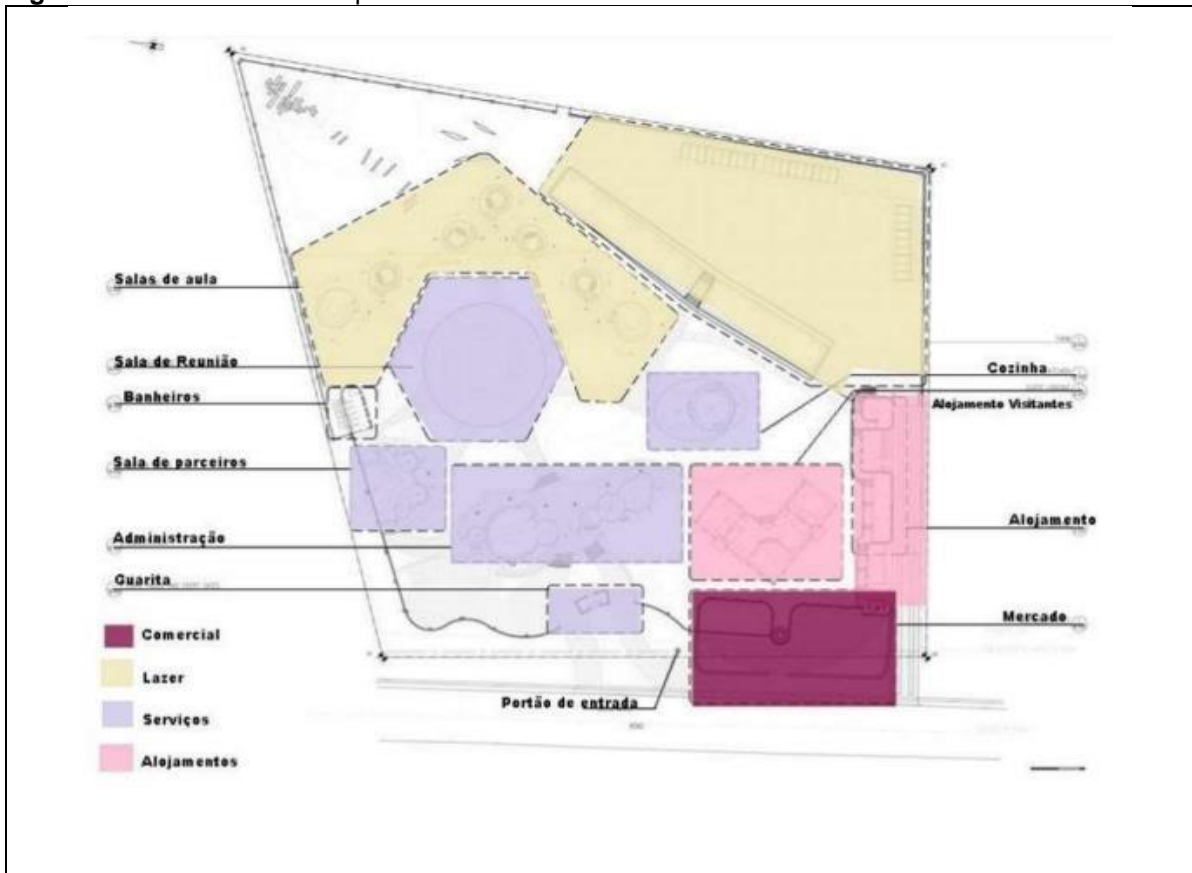 Salas de aula
Sala de Reunião
Banheiros
Sala de parceiros
Administração
Guarita
Cozinha
Alojamento Visitantes
Alojamento
Mercado
Portão de entrada
Comercial
Lazer
Serviços
Alojamentos